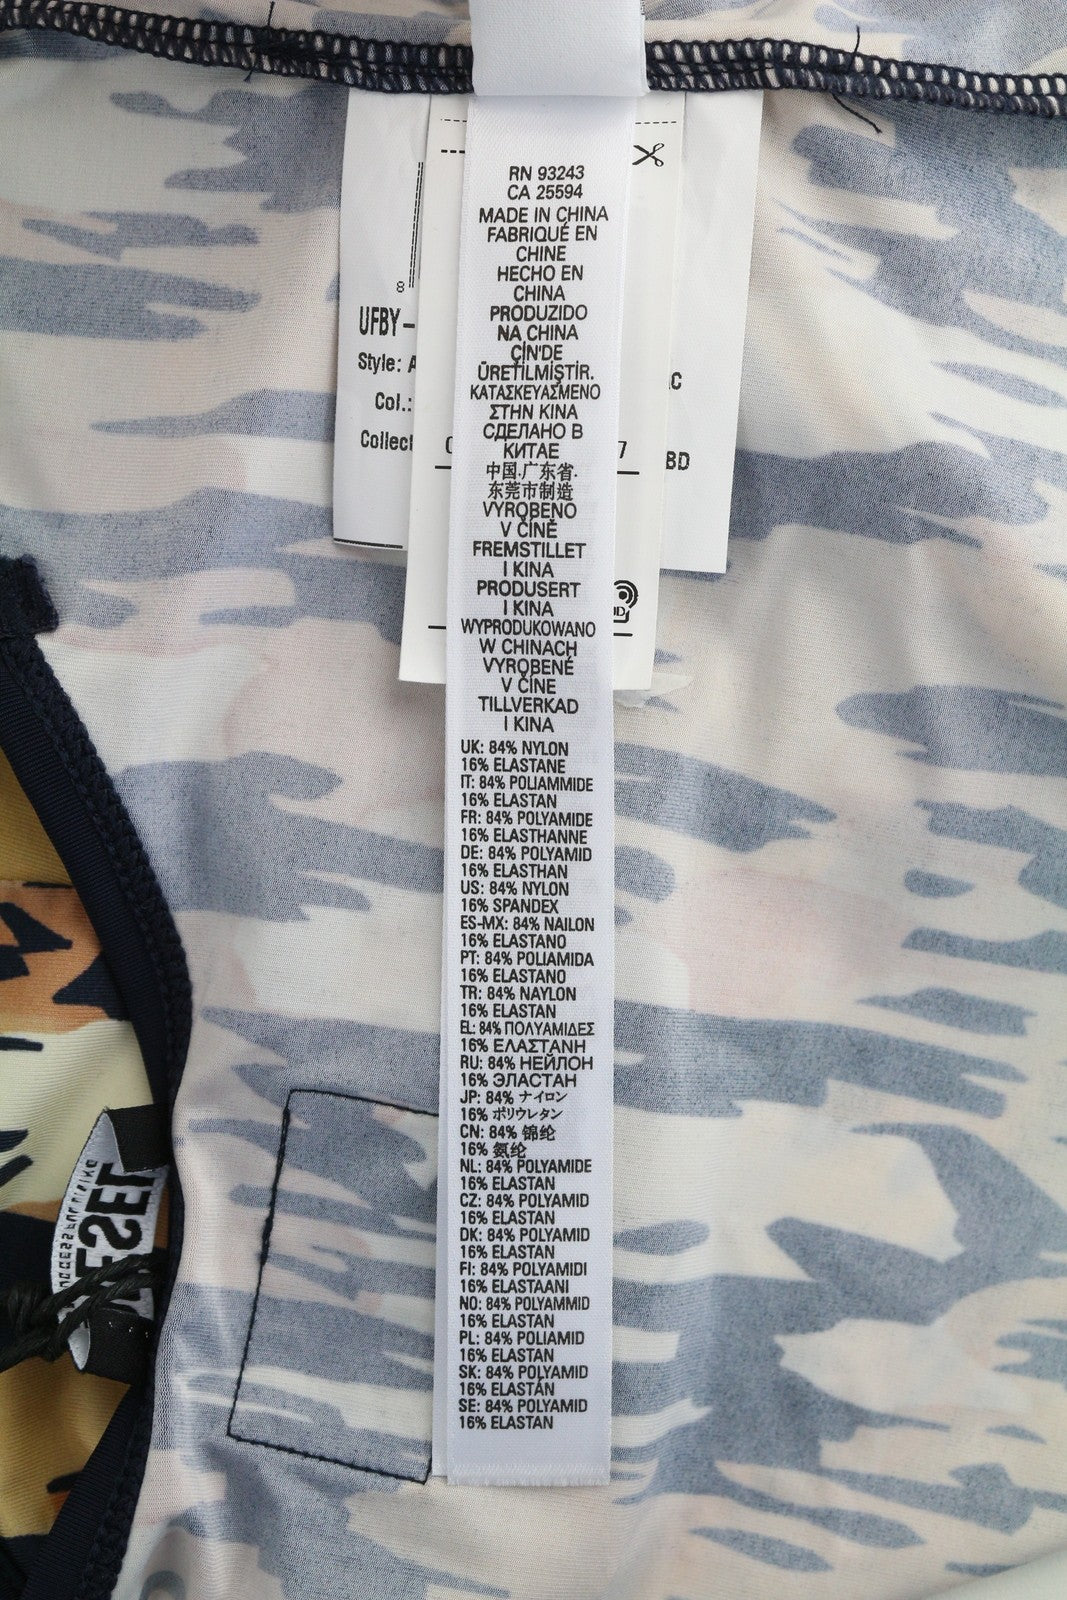 RN 93243
CA 25594
MADE IN CHINA
FABRIQUÉ EN
CHINE
HECHO EN
CHINA
PRODUZIDO
NA CHINA
ÇİN'DE
ÜRETİLMİŞTİR.
ΚΑΤΑΣΚΕΥΑΣΜΕΝΟ
ΣΤΗΝ ΚΙΝΑ
СДЕЛАНО В
КИТАЕ
中国.广东省.
东莞市制造
VYROBENO
V ČÍNĚ
FREMSTILLET
I KINA
PRODUSERT
I KINA
WYPRODUKOWANO
W CHINACH
VYROBENÉ
V ČÍNE
TILLVERKAD
I KINA
UK: 84% NYLON
16% ELASTANE
IT: 84% POLIAMMIDE
16% ELASTAN
FR: 84% POLYAMIDE
16% ELASTHANNE
DE: 84% POLYAMID
16% ELASTHAN
US: 84% NYLON
16% SPANDEX
ES-MX: 84% NAILON
16% ELASTANO
PT: 84% POLIAMIDA
16% ELASTANO
TR: 84% NAYLON
16% ELASTAN
EL: 84% ΠΟΛΥΑΜΙΔΕΣ
16% ΕΛΑΣΤΑΝΗ
RU: 84% НЕЙЛОН
16% ЭЛАСТАН
JP: 84% ナイロン
16% ポリウレタン
CN: 84% 锦纶
16% 氨纶
NL: 84% POLYAMIDE
16% ELASTAN
CZ: 84% POLYAMID
16% ELASTAN
DK: 84% POLYAMID
16% ELASTAN
FI: 84% POLYAMIDI
16% ELASTAANI
NO: 84% POLYAMMID
16% ELASTAN
PL: 84% POLIAMID
16% ELASTAN
SK: 84% POLYAMID
16% ELASTÁN
SE: 84% POLYAMID
16% ELASTAN
8
UFBY-
Style: A
Col.:
Collect
C
BD
7